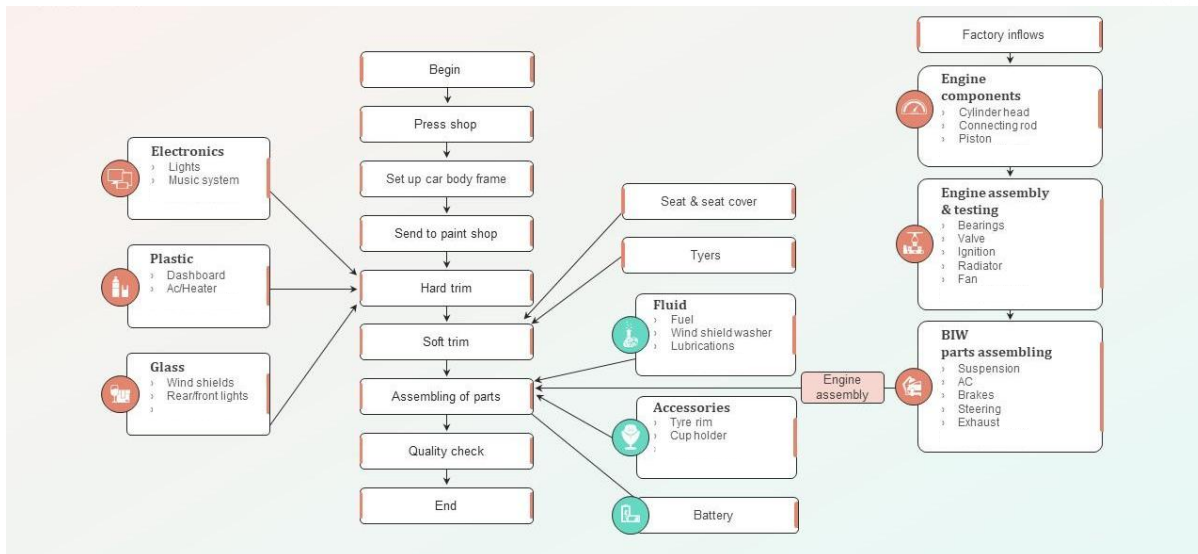 Begin
Press shop
Set up car body frame
Send to paint shop
Hard trim
Soft trim
Assembling of parts
Quality check
End
Electronics
› Lights
› Music system
Plastic
› Dashboard
› Ac/Heater
Glass
› Wind shields
› Rear/front lights
›
Seat & seat cover
Tyers
Fluid
› Fuel
› Wind shield washer
› Lubrications
Accessories
› Tyre rim
› Cup holder
›
Battery
Engine
assembly
Factory inflows
Engine
components
› Cylinder head
› Connecting rod
› Piston
Engine assembly
& testing
› Bearings
› Valve
› Ignition
› Radiator
› Fan
BIW
parts assembling
› Suspension
› AC
› Brakes
› Steering
› Exhaust